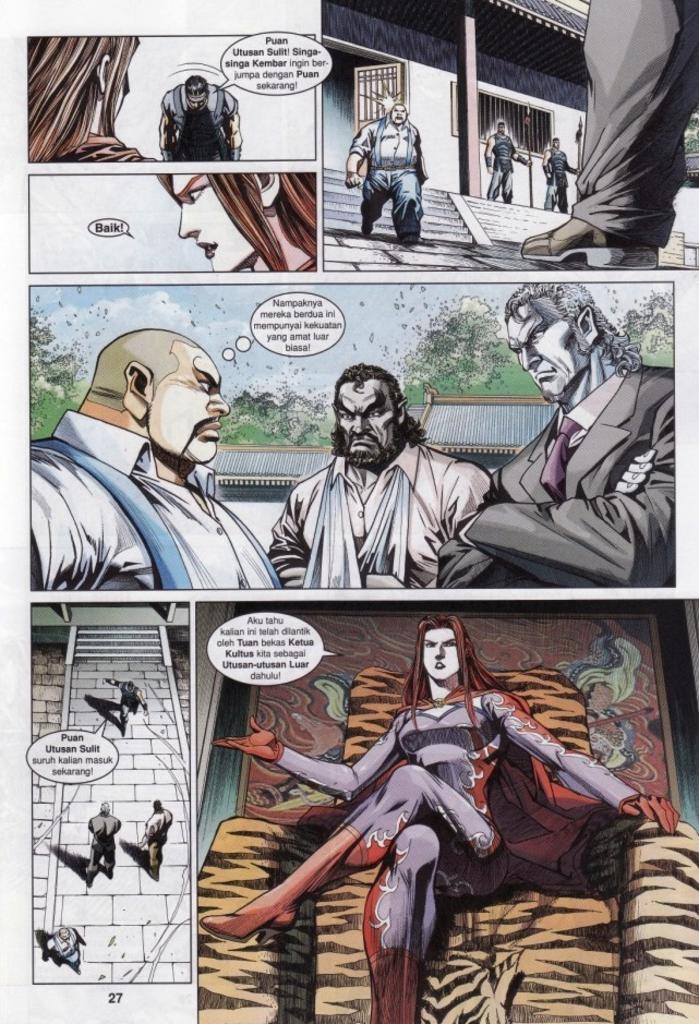 Puan
Utusan Sulit! Singa-
singa Kembar ingin ber-
jumpa dengan Puan
sekarang!
Baik!
Nampaknya
mereka berdua ini
mempunyai kekuatan
yang amat luar
biasa!
Puan
Utusan Sulit
suruh kalian masuk
sekarang!
Aku tahu
kalian ini telah dilantik
oleh Tuan bekas Ketua
Kultus kita sebagai
Utusan-utusan Luar
dahulu!
27